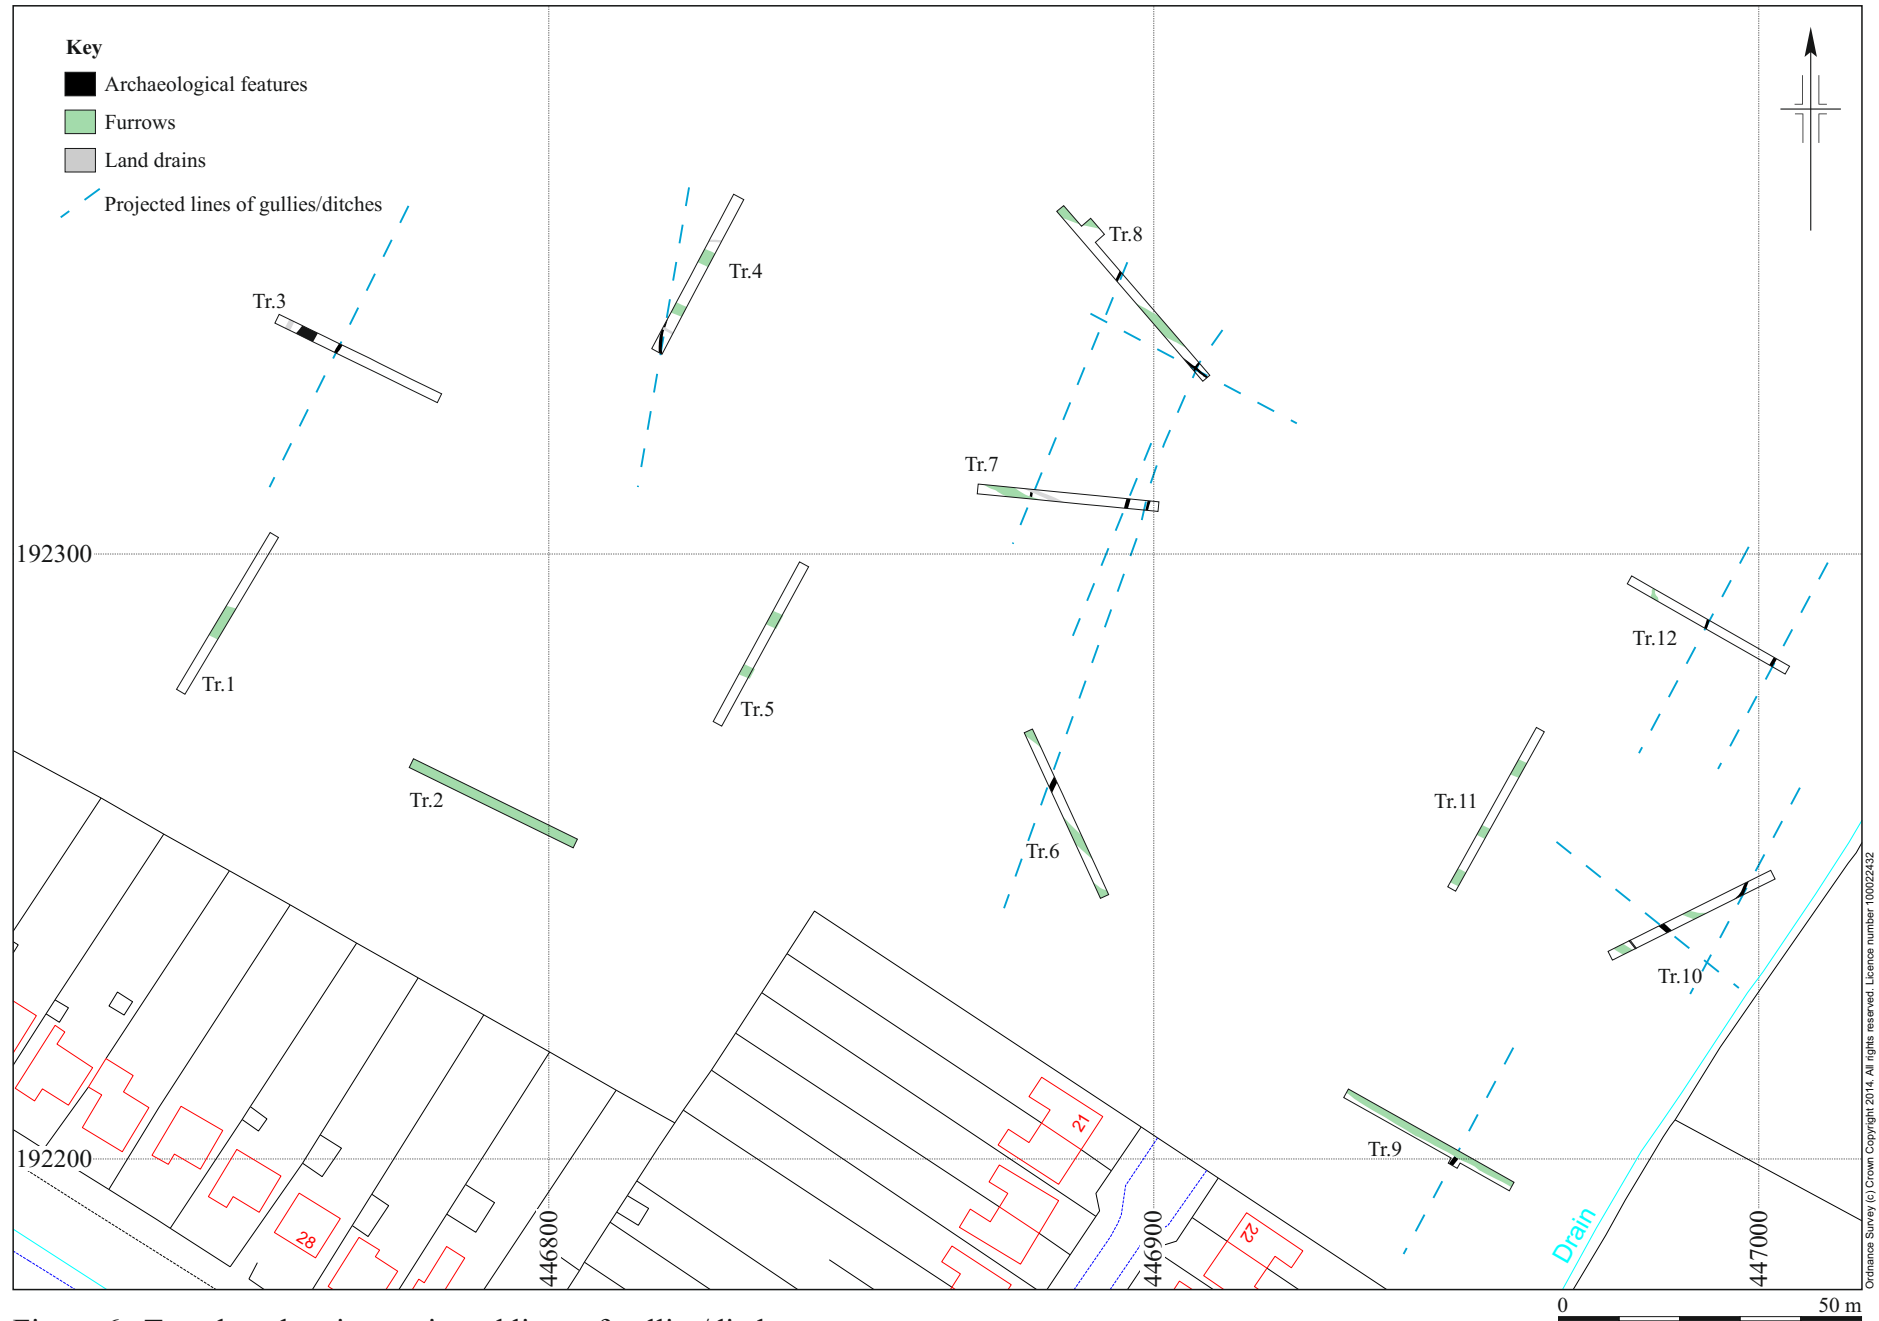 Key
Archaeological features
Furrows
Land drains
Projected lines of gullies/ditches
Tr.8
Tr.4
Tr.3
Tr.7
192300
Tr.12
Tr.1
Tr.5
Tr.2
Tr.11
Tr.6
Tr.10
21
Tr.9
192200
28
22
446800
446900
447000
Drain
Ordnance Survey (c) Crown Copyright 2014. All rights reserved. Licence number 100022432
0 50 m